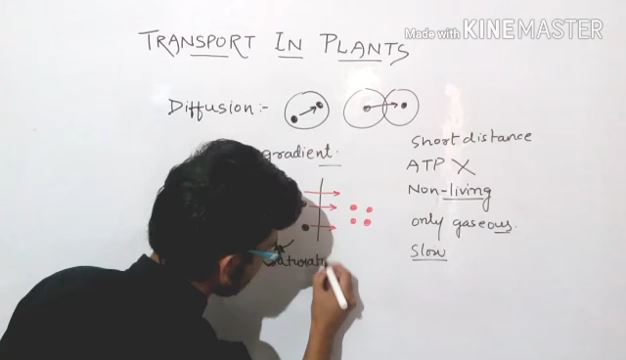 Made with KINEMASTER
TRANSPORT IN PLANTS
Diffusion:-
Short distance
gradient.
ATP X
Non-living
only gaseous.
Slow